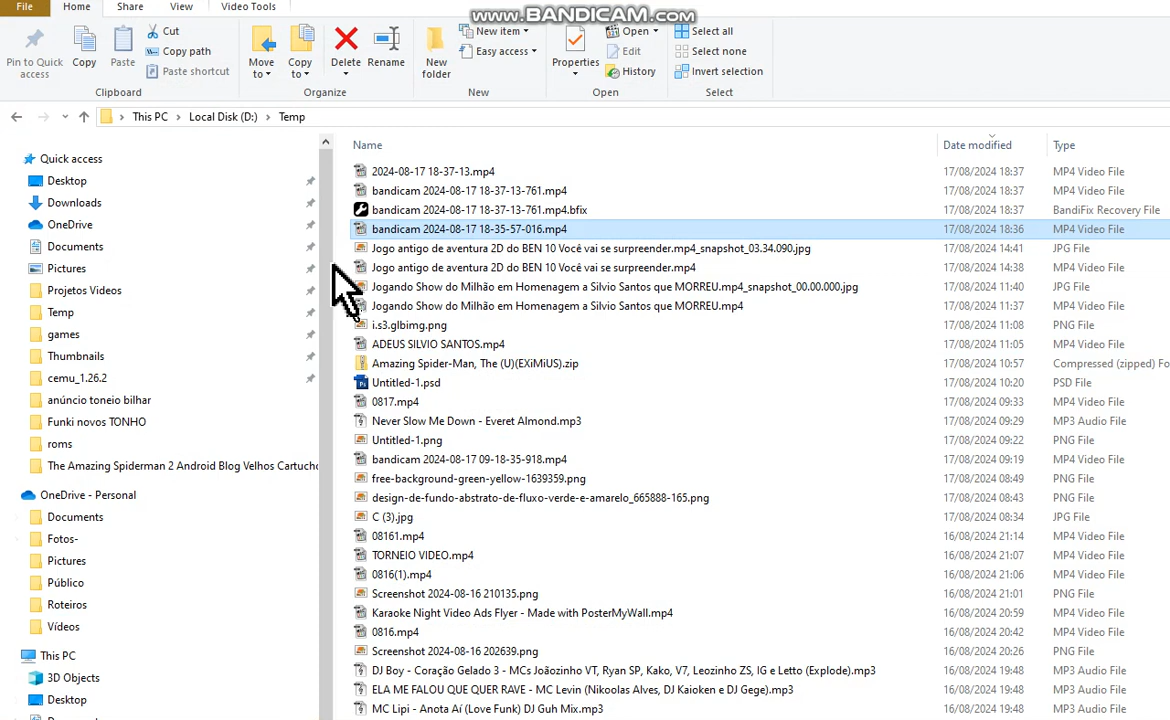 www.BANDICAM.com
File
Home
Share
View
Video Tools
Pin to Quick access
Copy
Paste
Cut
Copy path
Paste shortcut
Clipboard
Move to
Copy to
Delete
Rename
Organize
New folder
New item
Easy access
New
Properties
Open
Edit
History
Open
Select all
Select none
Invert selection
Select
This PC > Local Disk (D:) > Temp
Name Date modified Type
Quick access
Desktop
Downloads
OneDrive
Documents
Pictures
Projetos Videos
Temp
games
Thumbnails
cemu_1.26.2
anúncio toneio bilhar
Funki novos TONHO
roms
The Amazing Spiderman 2 Android Blog Velhos Cartucho
OneDrive - Personal
Documents
Fotos-
Pictures
Público
Roteiros
Vídeos
This PC
3D Objects
Desktop
2024-08-17 18-37-13.mp4 17/08/2024 18:37 MP4 Video File
bandicam 2024-08-17 18-37-13-761.mp4 17/08/2024 18:37 MP4 Video File
bandicam 2024-08-17 18-37-13-761.mp4.bfix 17/08/2024 18:37 BandiFix Recovery File
bandicam 2024-08-17 18-35-57-016.mp4 17/08/2024 18:36 MP4 Video File
Jogo antigo de aventura 2D do BEN 10 Você vai se surpreender.mp4_snapshot_03.34.090.jpg 17/08/2024 14:41 JPG File
Jogo antigo de aventura 2D do BEN 10 Você vai se surpreender.mp4 17/08/2024 14:38 MP4 Video File
Jogando Show do Milhão em Homenagem a Silvio Santos que MORREU.mp4_snapshot_00.00.000.jpg 17/08/2024 11:40 JPG File
Jogando Show do Milhão em Homenagem a Silvio Santos que MORREU.mp4 17/08/2024 11:37 MP4 Video File
i.s3.glbimg.png 17/08/2024 11:08 PNG File
ADEUS SILVIO SANTOS.mp4 17/08/2024 11:05 MP4 Video File
Amazing Spider-Man, The (U)(EXiMiUS).zip 17/08/2024 10:57 Compressed (zipped) Fo
Untitled-1.psd 17/08/2024 10:20 PSD File
0817.mp4 17/08/2024 09:33 MP4 Video File
Never Slow Me Down - Everet Almond.mp3 17/08/2024 09:29 MP3 Audio File
Untitled-1.png 17/08/2024 09:22 PNG File
bandicam 2024-08-17 09-18-35-918.mp4 17/08/2024 09:19 MP4 Video File
free-background-green-yellow-1639359.png 17/08/2024 08:49 PNG File
design-de-fundo-abstrato-de-fluxo-verde-e-amarelo_665888-165.png 17/08/2024 08:43 PNG File
C (3).jpg 17/08/2024 08:34 JPG File
08161.mp4 16/08/2024 21:14 MP4 Video File
TORNEIO VIDEO.mp4 16/08/2024 21:07 MP4 Video File
0816(1).mp4 16/08/2024 21:06 MP4 Video File
Screenshot 2024-08-16 210135.png 16/08/2024 21:01 PNG File
Karaoke Night Video Ads Flyer - Made with PosterMyWall.mp4 16/08/2024 20:59 MP4 Video File
0816.mp4 16/08/2024 20:42 MP4 Video File
Screenshot 2024-08-16 202639.png 16/08/2024 20:26 PNG File
DJ Boy - Coração Gelado 3 - MCs Joãozinho VT, Ryan SP, Kako, V7, Leozinho ZS, IG e Letto (Explode).mp3 16/08/2024 19:48 MP3 Audio File
ELA ME FALOU QUE QUER RAVE - MC Levin (Nikoolas Alves, DJ Kaioken e DJ Gege).mp3 16/08/2024 19:48 MP3 Audio File
MC Lipi - Anota Aí (Love Funk) DJ Guh Mix.mp3 16/08/2024 19:48 MP3 Audio File